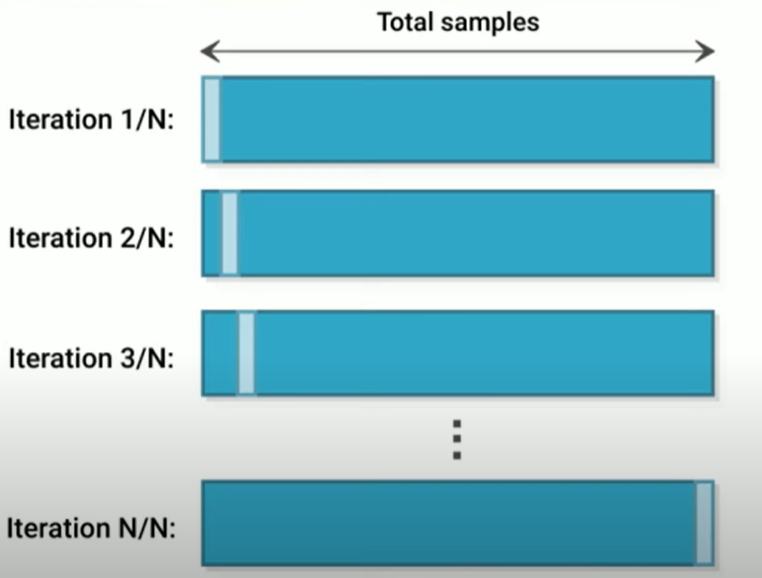 Total samples
Iteration 1/N:
Iteration 2/N:
Iteration 3/N:
Iteration N/N: